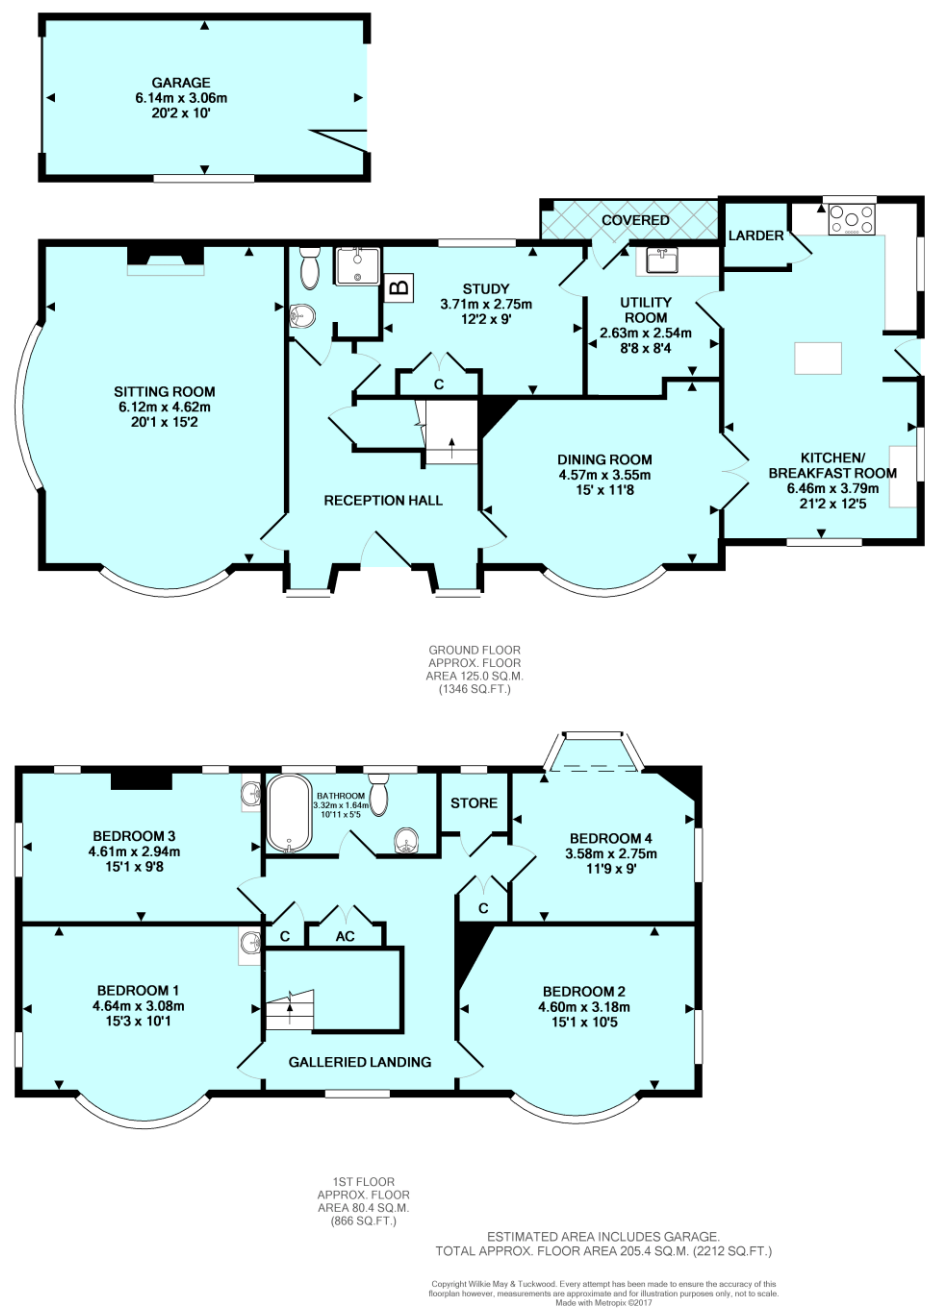 GARAGE
6.14m x 3.06m
20'2 x 10'
COVERED
LARDER
B
STUDY
3.71m x 2.75m
12'2 x 9'
UTILITY
ROOM
2.63m x 2.54m
8'8 x 8'4
SITTING ROOM
6.12m x 4.62m
20'1 x 15'2
C
DINING ROOM
4.57m x 3.55m
15' x 11'8
KITCHEN/
BREAKFAST ROOM
6.46m x 3.79m
21'2 x 12'5
RECEPTION HALL
GROUND FLOOR
APPROX. FLOOR
AREA 125.0 SQ.M.
(1346 SQ.FT.)
BATHROOM
3.32m x 1.64m
10'11 x 5'5
STORE
BEDROOM 3
4.61m x 2.94m
15'1 x 9'8
BEDROOM 4
3.58m x 2.75m
11'9 x 9'
C
C
AC
BEDROOM 1
4.64m x 3.08m
15'3 x 10'1
BEDROOM 2
4.60m x 3.18m
15'1 x 10'5
GALLERIED LANDING
1ST FLOOR
APPROX. FLOOR
AREA 80.4 SQ.M.
(866 SQ.FT.)
ESTIMATED AREA INCLUDES GARAGE.
TOTAL APPROX. FLOOR AREA 205.4 SQ.M. (2212 SQ.FT.)
Copyright Wilkie May & Tuckwood. Every attempt has been made to ensure the accuracy of this
floorplan however, measurements are approximate and for illustration purposes only, not to scale.
Made with Metropix ©2017